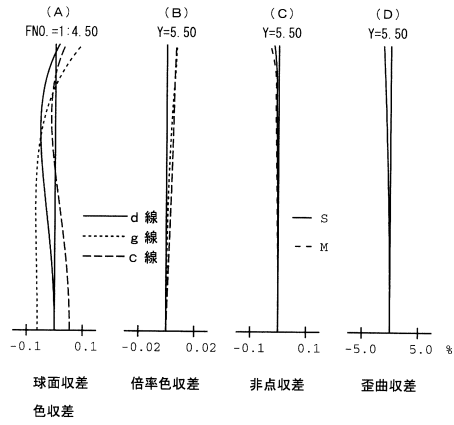 (A) (B) (C) (D)
FNO.=1:4.50 Y=5.50 Y=5.50 Y=5.50
d 線
g 線
c 線
S
M
-0.1 0.1 -0.02 0.02 -0.1 0.1 -5.0 5.0 %
球面収差 倍率色収差 非点収差 歪曲収差
色収差